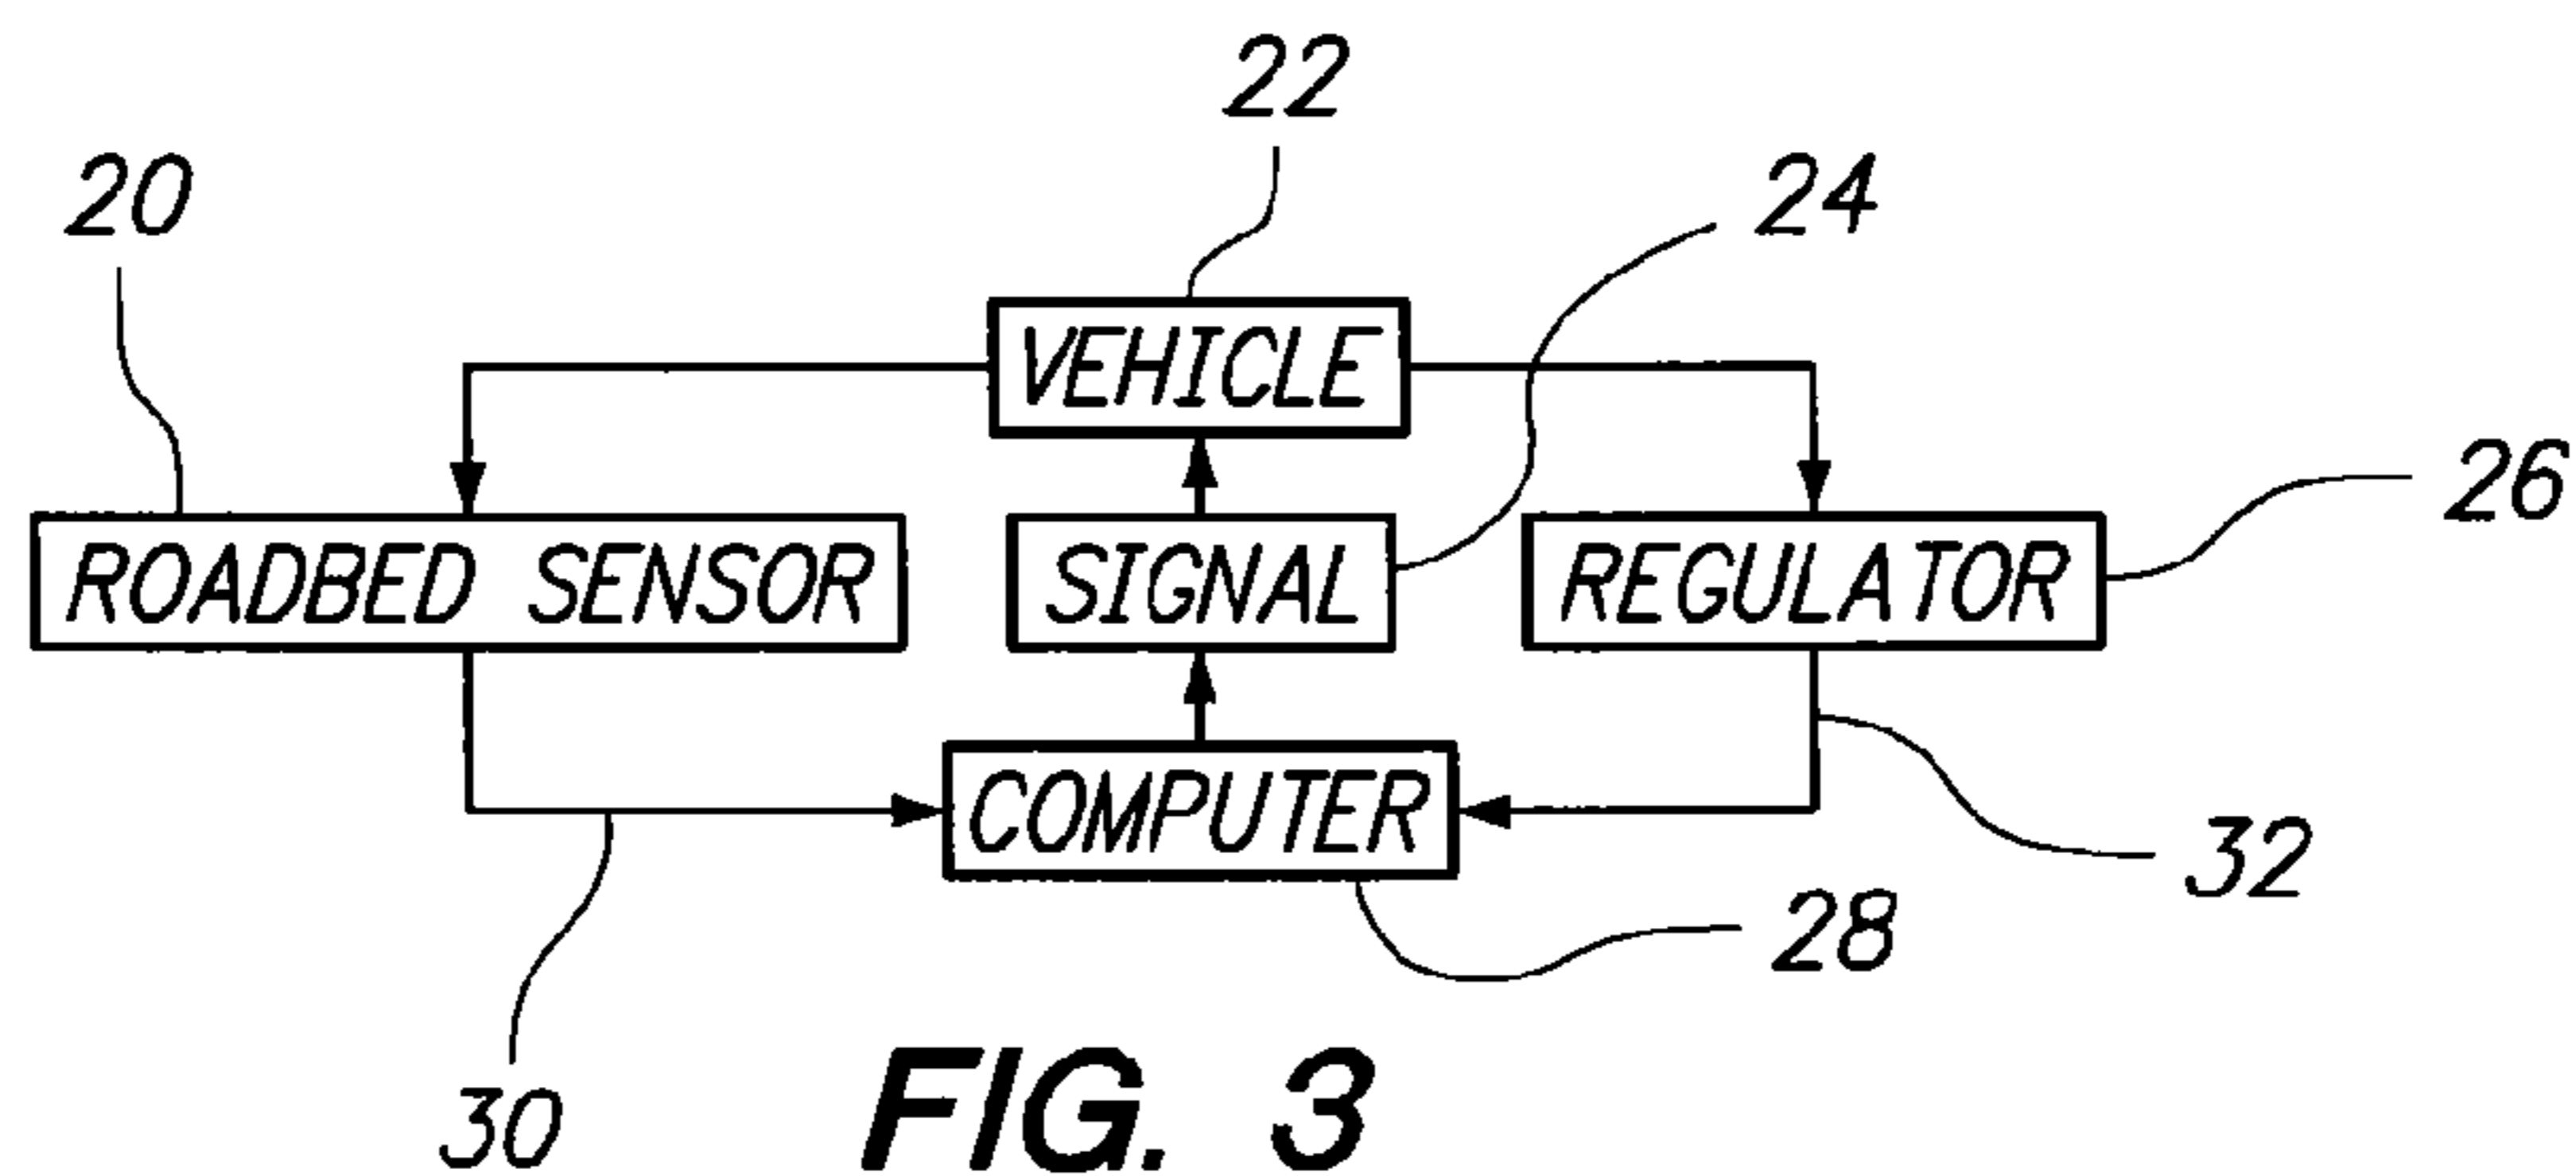 22
20
24
VEHICLE
26
ROADBED SENSOR
SIGNAL
REGULATOR
COMPUTER
32
28
30
FIG. 3